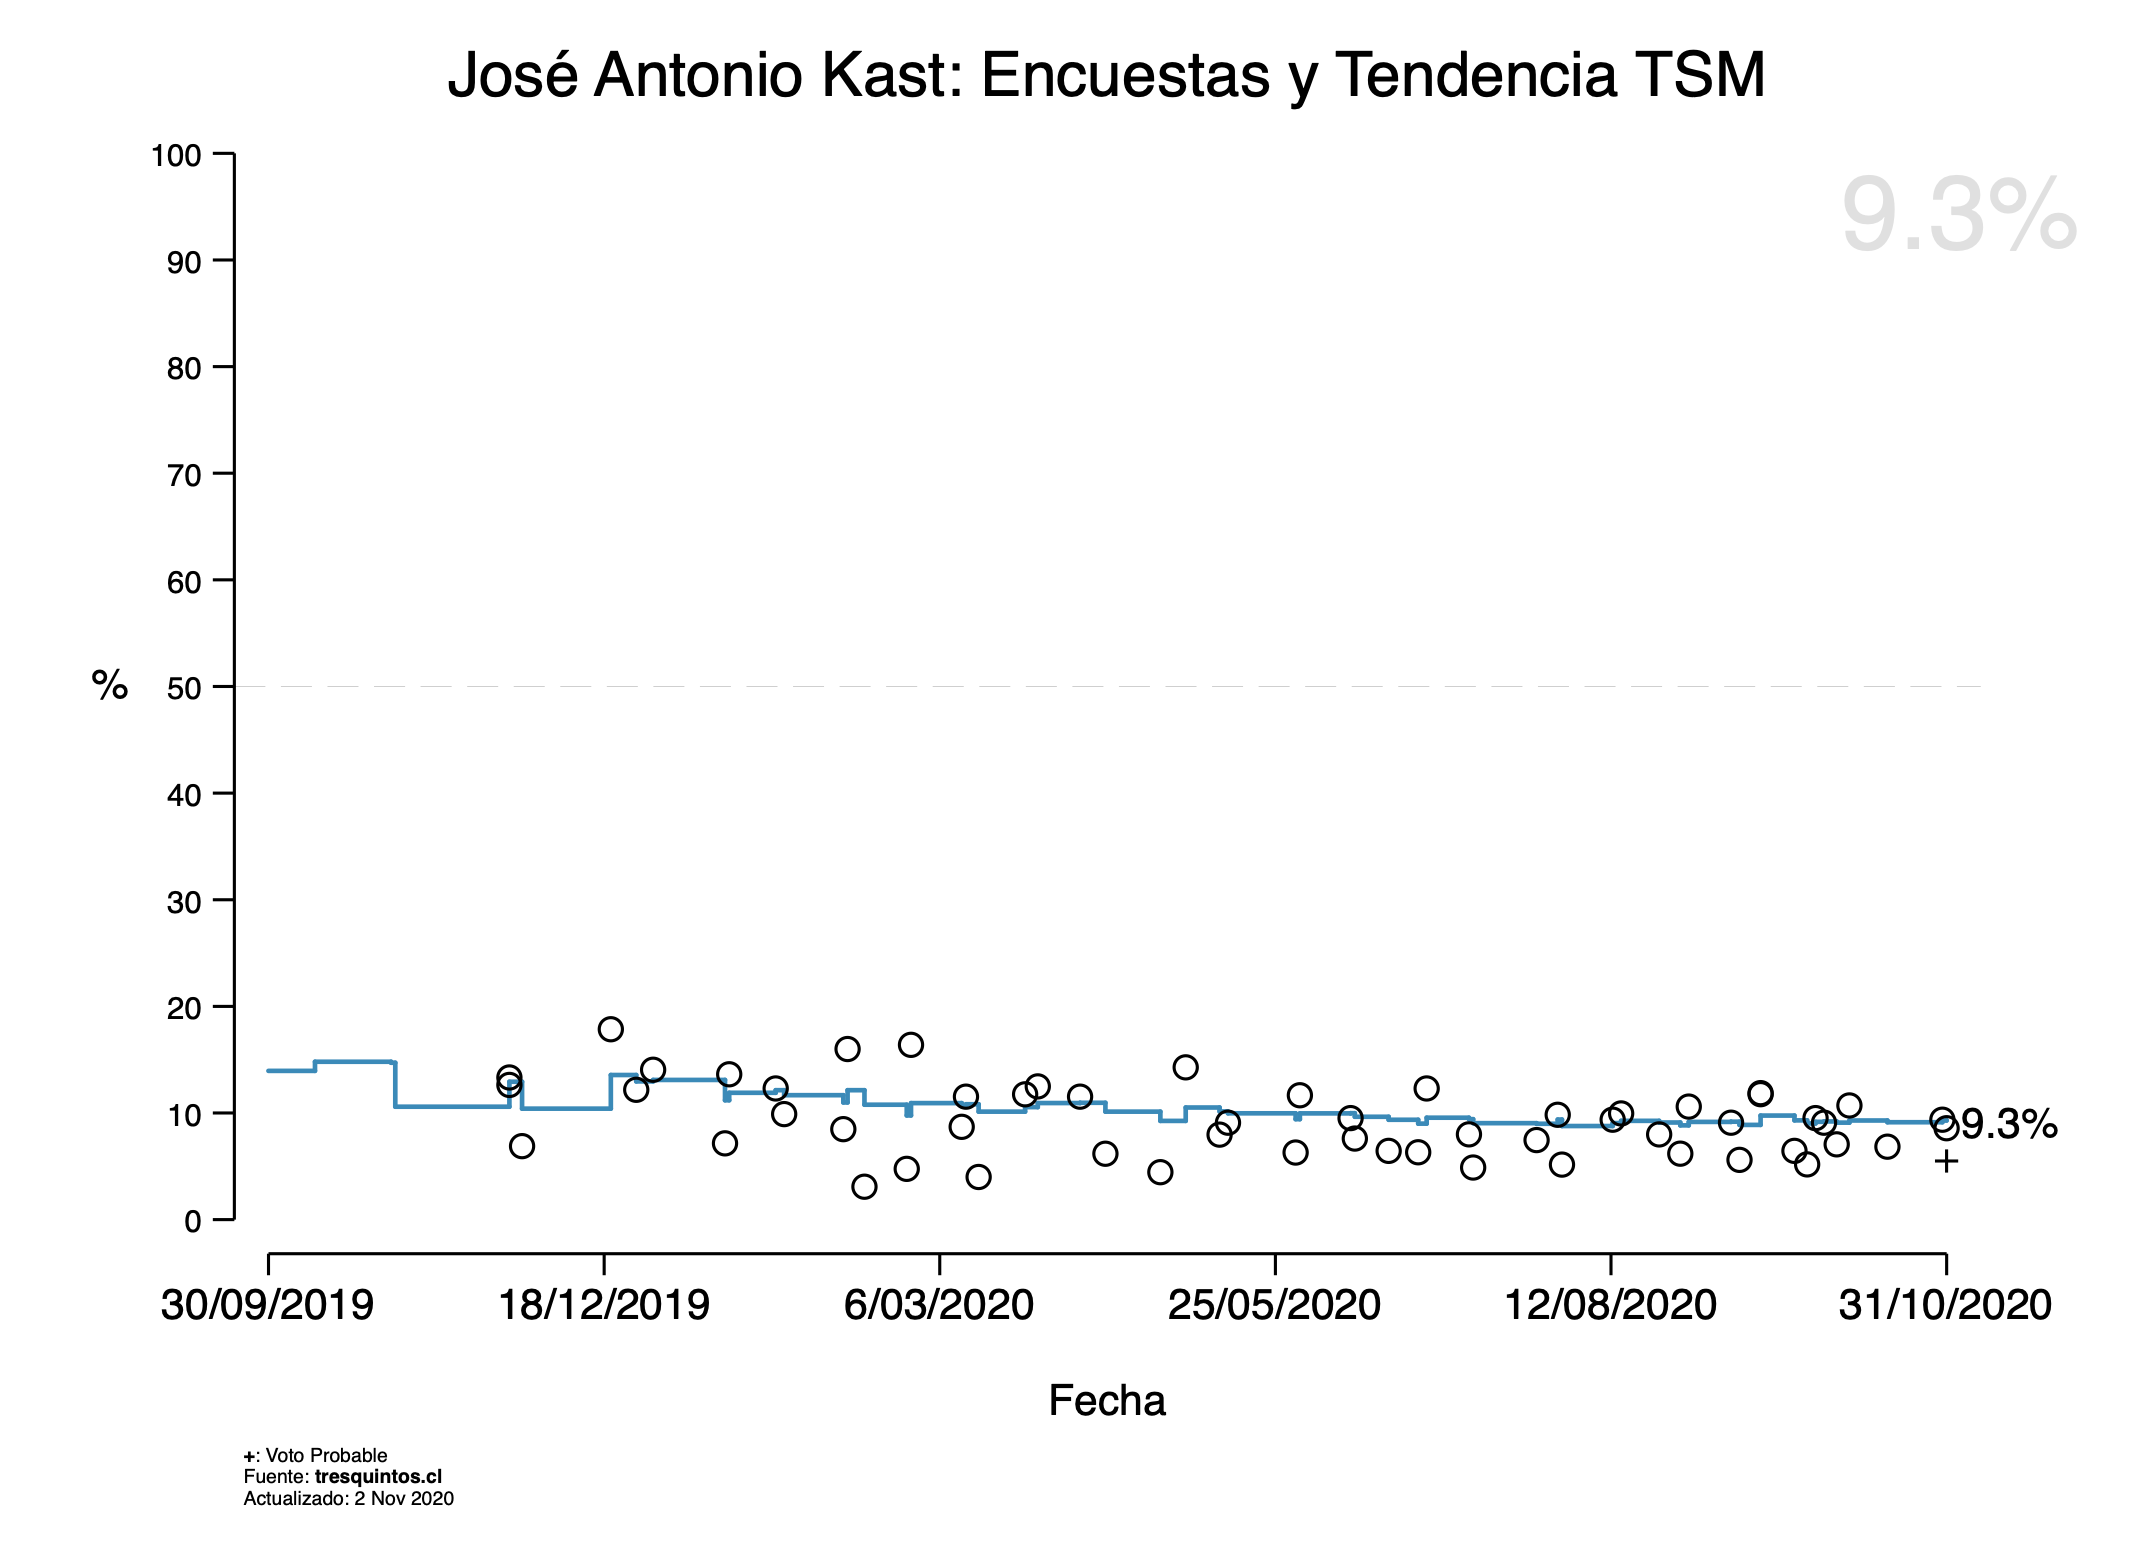 José Antonio Kast: Encuestas y Tendencia TSM
9.3%
100
90
80
70
60
50
40
30
20
10
0
%
9.3%
30/09/2019 18/12/2019 6/03/2020 25/05/2020 12/08/2020 31/10/2020
Fecha
+: Voto Probable
Fuente: tresquintos.cl
Actualizado: 2 Nov 2020